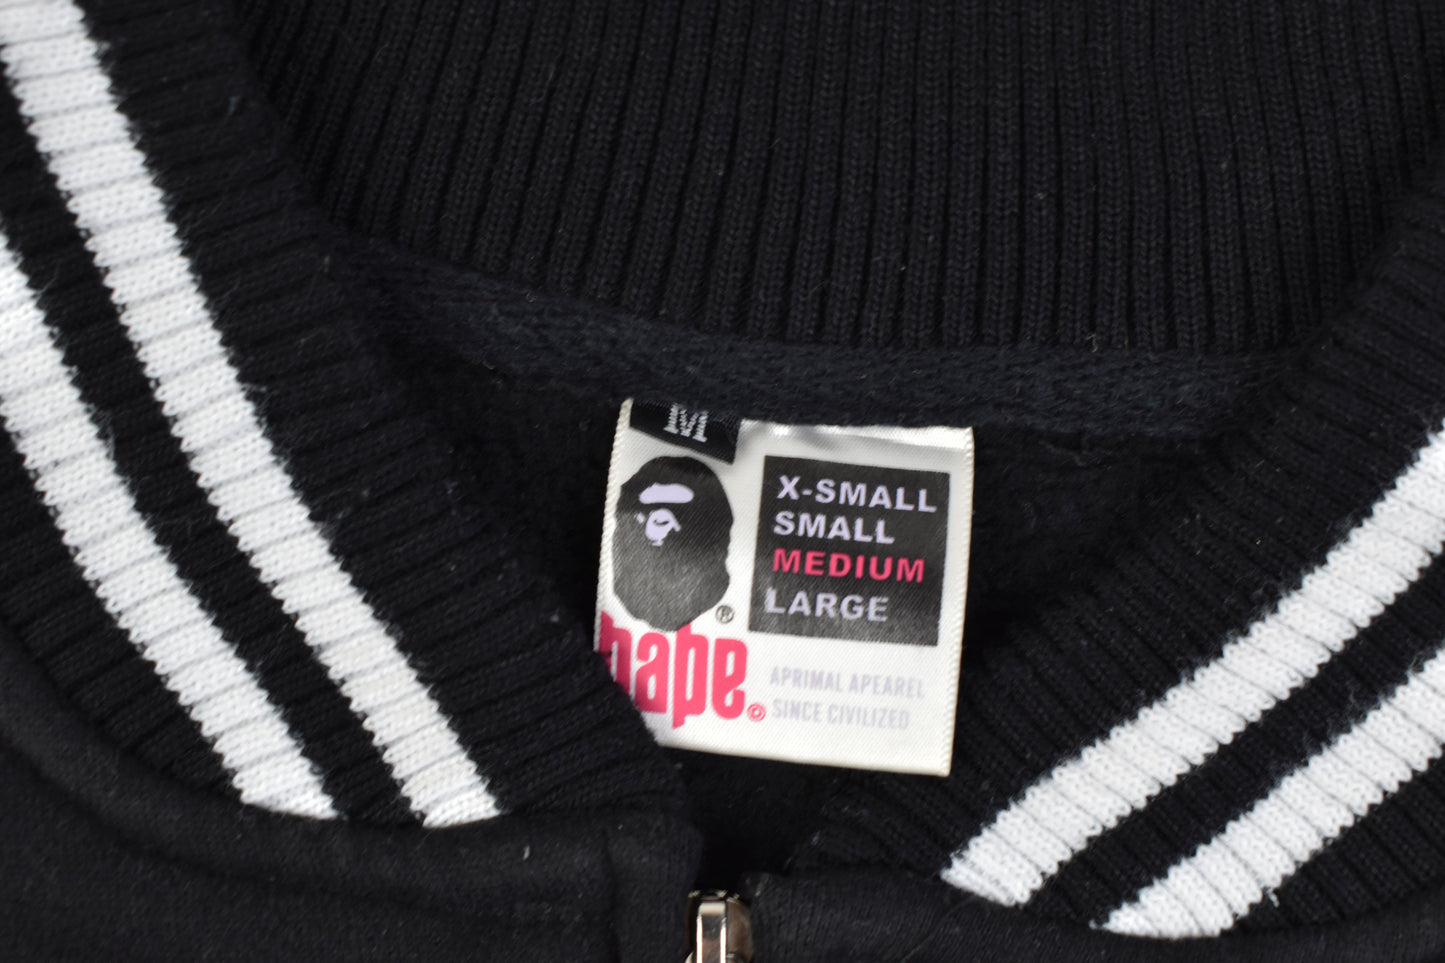 X-SMALL
SMALL
MEDIUM
LARGE
®
bape
©
APRIMAL APEAREL
SINCE CIVILIZED